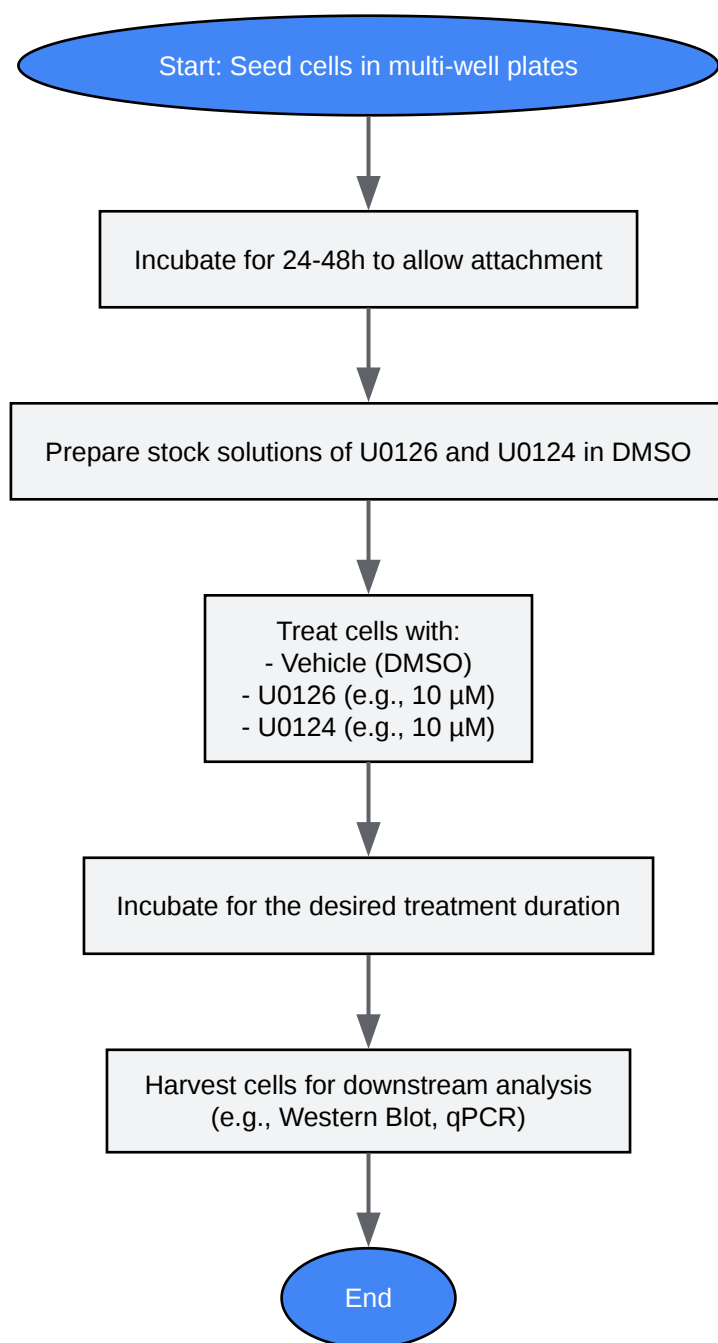 Start: Seed cells in multi-well plates
Incubate for 24-48h to allow attachment
Prepare stock solutions of U0126 and U0124 in DMSO
Treat cells with:
- Vehicle (DMSO)
- U0126 (e.g., 10 µM)
- U0124 (e.g., 10 µM)
Incubate for the desired treatment duration
Harvest cells for downstream analysis
(e.g., Western Blot, qPCR)
End